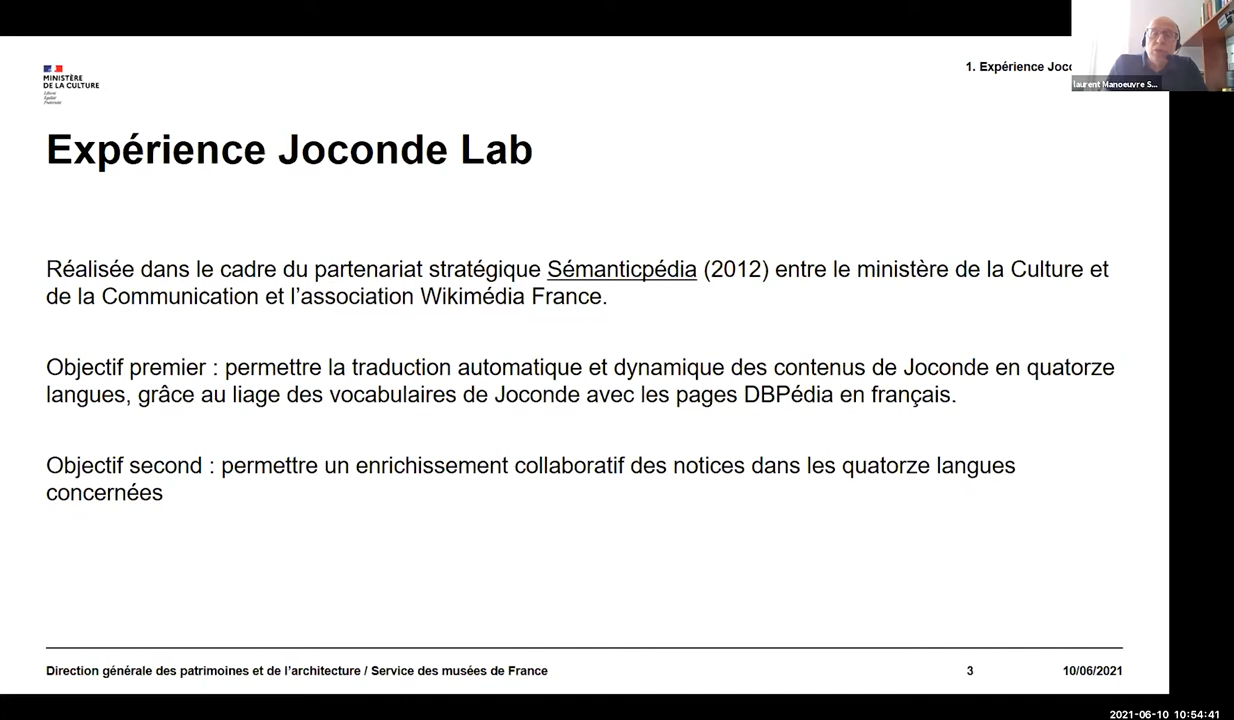 MINISTÈRE
DE LA CULTURE
Liberté
Égalité
Fraternité
1. Expérience Joco
laurent Manoeuvre S...
Expérience Joconde Lab
Réalisée dans le cadre du partenariat stratégique Sémanticpédia (2012) entre le ministère de la Culture et
de la Communication et l’association Wikimédia France.
Objectif premier : permettre la traduction automatique et dynamique des contenus de Joconde en quatorze
langues, grâce au liage des vocabulaires de Joconde avec les pages DBPédia en français.
Objectif second : permettre un enrichissement collaboratif des notices dans les quatorze langues
concernées
Direction générale des patrimoines et de l’architecture / Service des musées de France
3
10/06/2021
2021-06-10 10:54:41